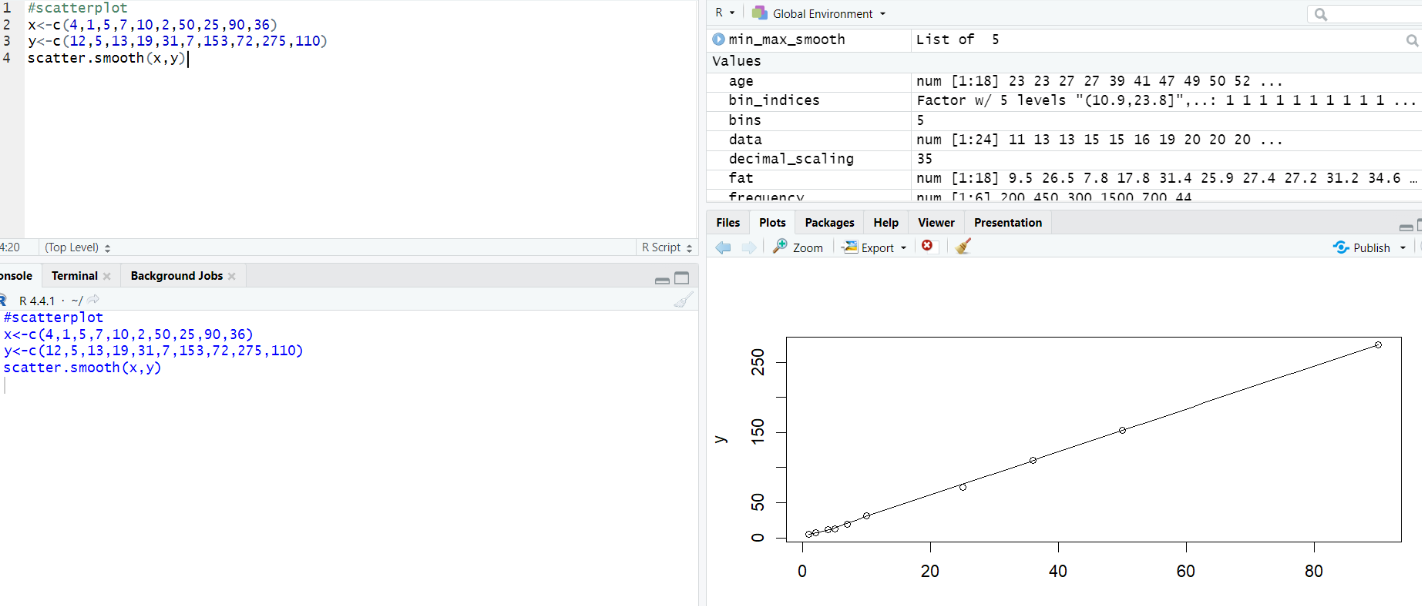 1 #scatterplot
2 x<-c(4,1,5,7,10,2,50,25,90,36)
3 y<-c(12,5,13,19,31,7,153,72,275,110)
4 scatter.smooth(x,y)
4:20 (Top Level) R Script
onsole Terminal Background Jobs
R R 4.4.1 · ~/
#scatterplot
x<-c(4,1,5,7,10,2,50,25,90,36)
y<-c(12,5,13,19,31,7,153,72,275,110)
scatter.smooth(x,y)
R Global Environment
min_max_smooth List of 5
Values
age num [1:18] 23 23 27 27 39 41 47 49 50 52 ...
bin_indices Factor w/ 5 levels "(10.9,23.8]",..: 1 1 1 1 1 1 1 1 1 1 ...
bins 5
data num [1:24] 11 13 13 15 15 16 19 20 20 20 ...
decimal_scaling 35
fat num [1:18] 9.5 26.5 7.8 17.8 31.4 25.9 27.4 27.2 31.2 34.6 …
frequency num [1:6] 200 450 300 1500 700 44
Files Plots Packages Help Viewer Presentation
Zoom Export Publish
250
150
50
0
y
0 20 40 60 80